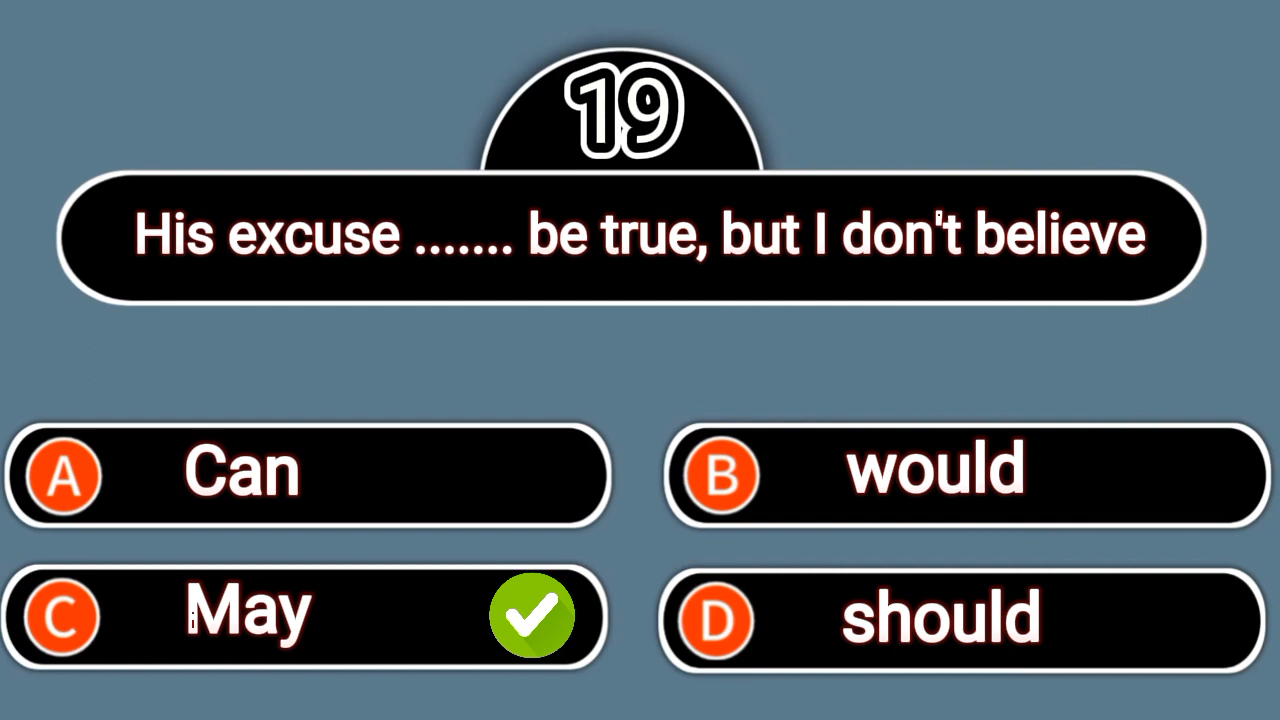 19
His excuse ....... be true, but I don't believe
A Can
B would
C May
D should